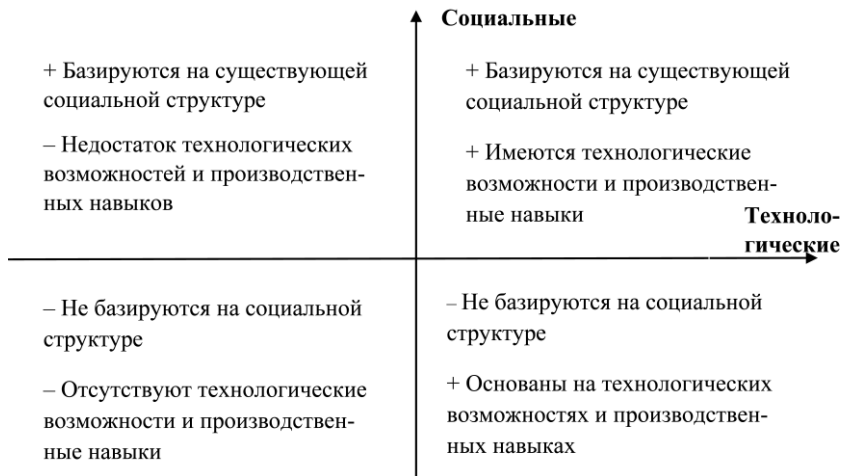 Социальные
+ Базируются на существующей
социальной структуре
– Недостаток технологических
возможностей и производствен-
ных навыков
+ Базируются на существующей
социальной структуре
+ Имеются технологические
возможности и производствен-
ные навыки
Техноло-
гические
– Не базируются на социальной
структуре
– Отсутствуют технологические
возможности и производствен-
ные навыки
– Не базируются на социальной
структуре
+ Основаны на технологических
возможностях и производствен-
ных навыках